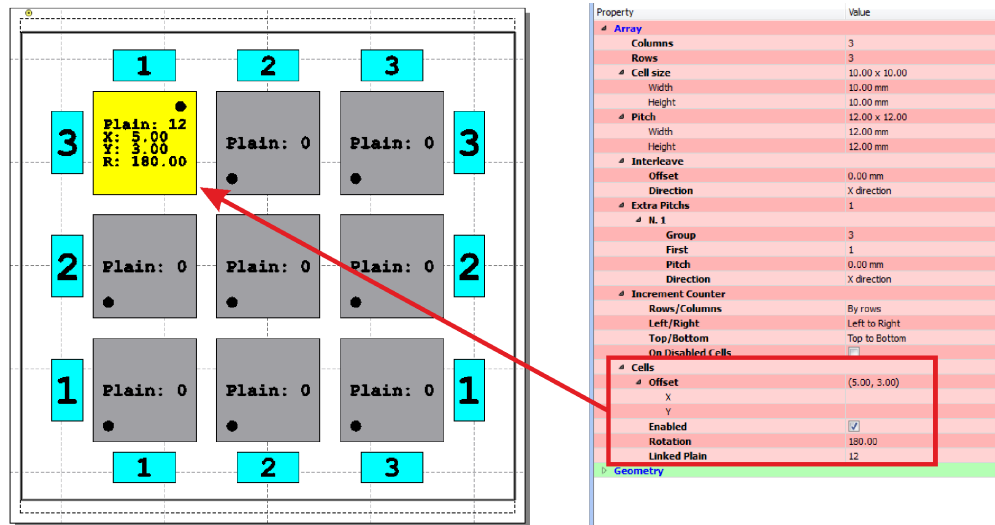 1 2 3
3 Plain: 12 Plain: 0 Plain: 0 3
X: 5.00
Y: 3.00
R: 180.00
2 Plain: 0 Plain: 0 Plain: 0 2
1 Plain: 0 Plain: 0 Plain: 0 1
1 2 3
Property Value
Array
Columns 3
Rows 3
Cell size 10.00 x 10.00
Width 10.00 mm
Height 10.00 mm
Pitch 12.00 x 12.00
Width 12.00 mm
Height 12.00 mm
Interleave
Offset 0.00 mm
Direction X direction
Extra Pitchs 1
N. 1
Group 3
First 1
Pitch 0.00 mm
Direction X direction
Increment Counter
Rows/Columns By rows
Left/Right Left to Right
Top/Bottom Top to Bottom
On Disabled Cells
Cells
Offset (5.00, 3.00)
X
Y
Enabled
Rotation 180.00
Linked Plain 12
Geometry